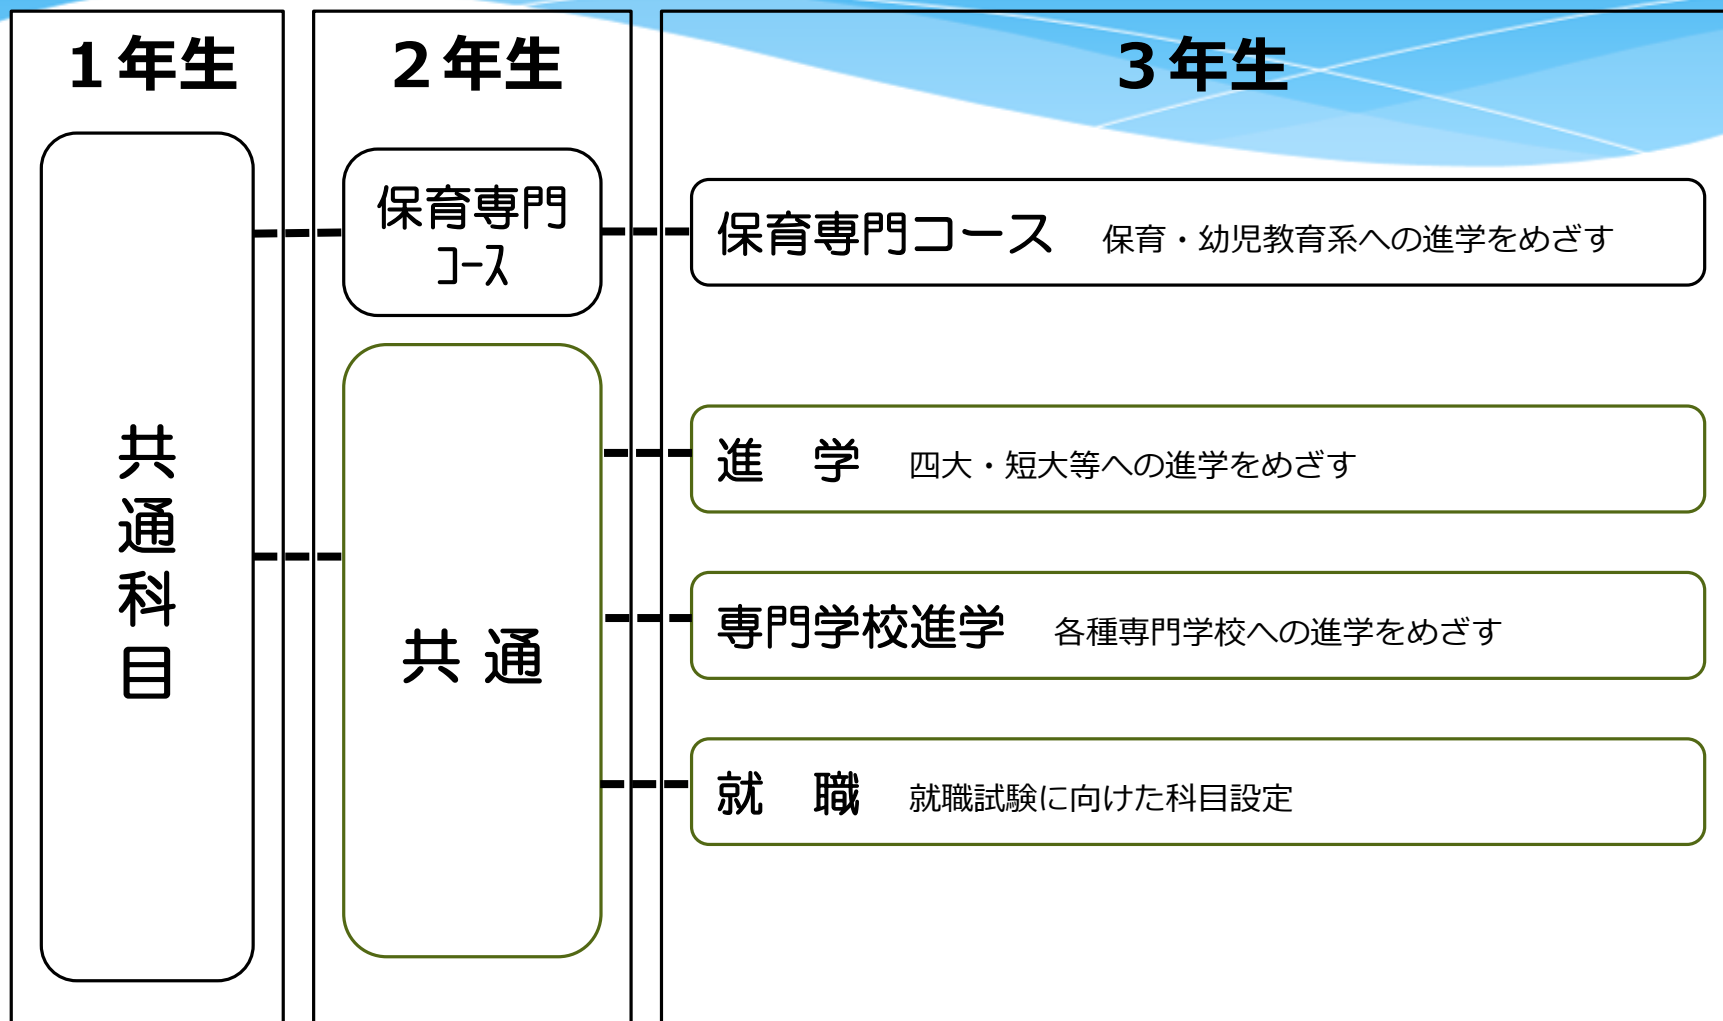 １年生
２年生
３年生
共通科目
保育専門
ｺｰｽ
共 通
保育専門コース　保育・幼児教育系への進学をめざす
進　学　四大・短大等への進学をめざす
専門学校進学　各種専門学校への進学をめざす
就　職　就職試験に向けた科目設定